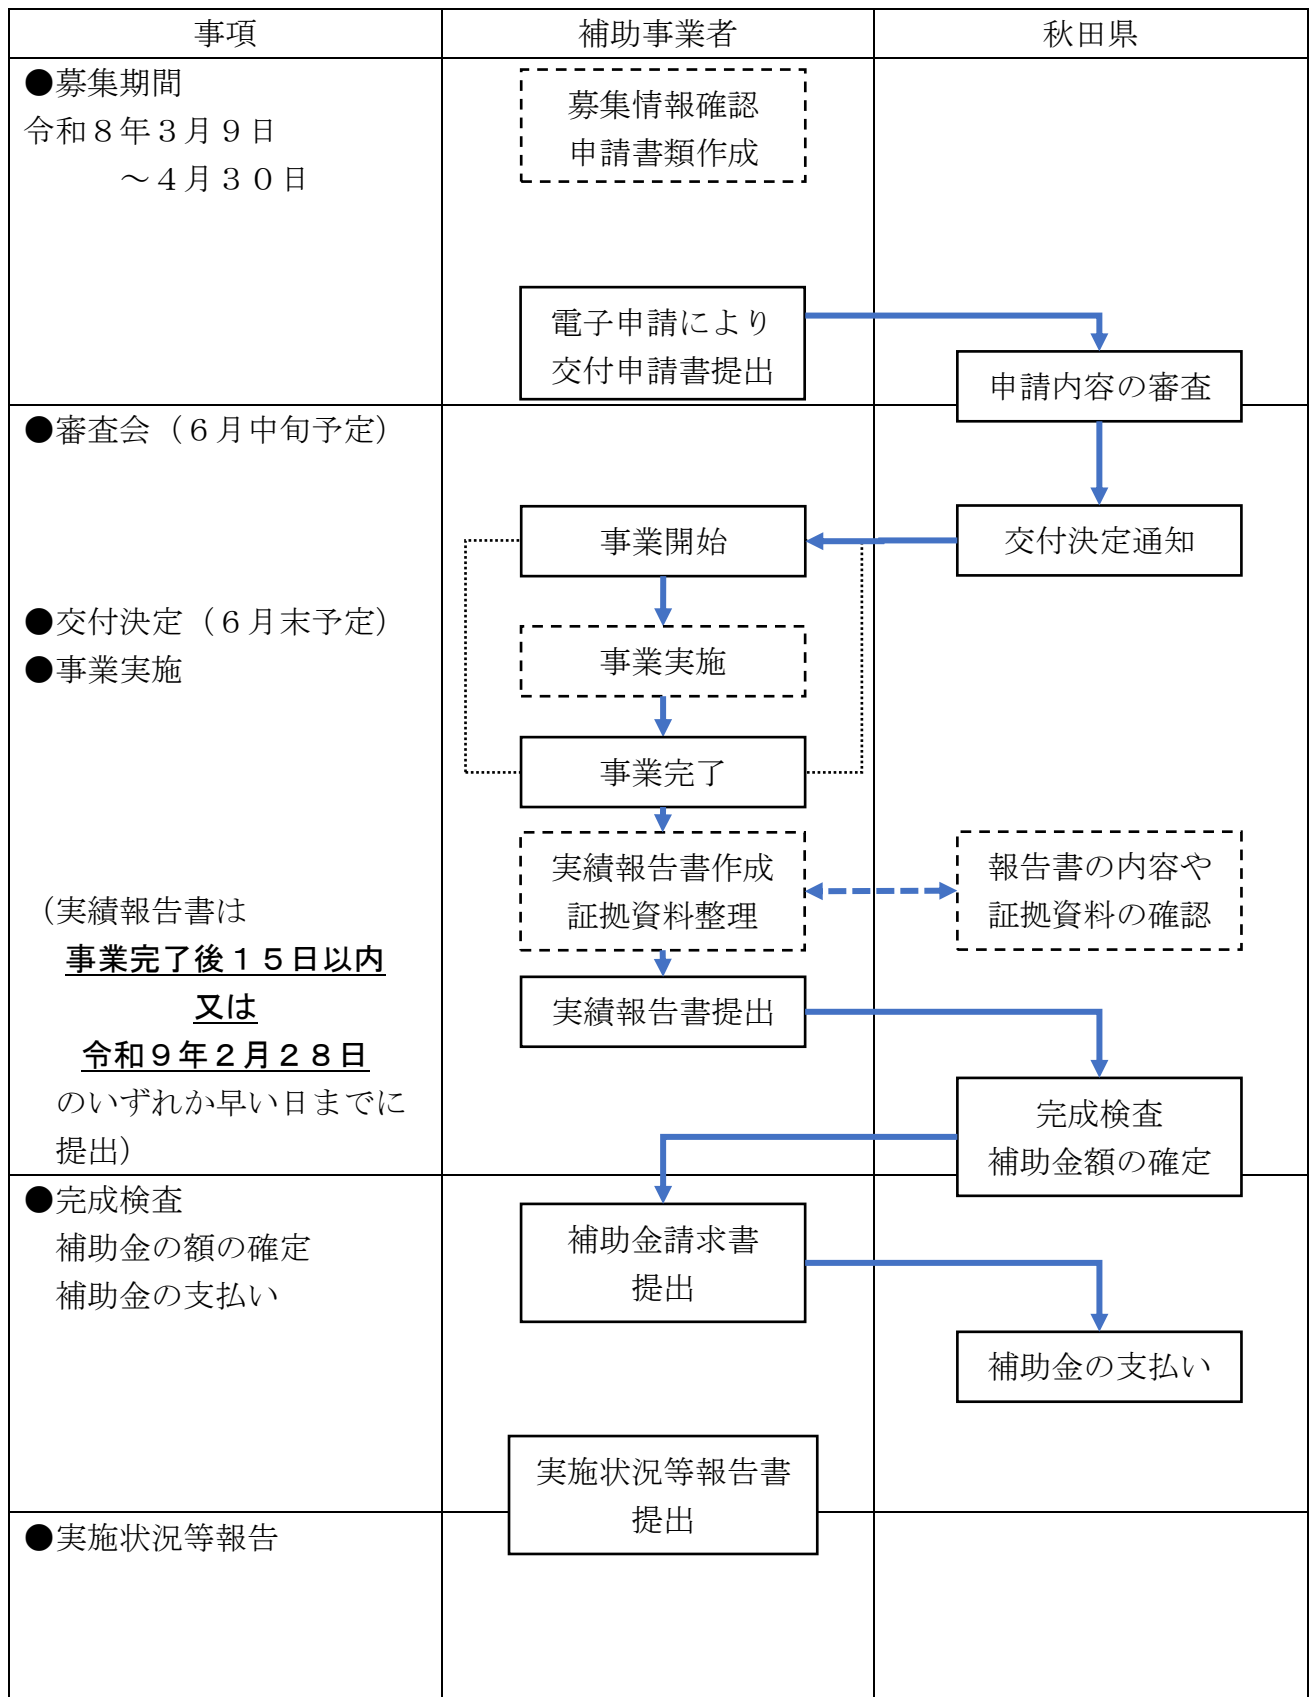 事項
補助事業者
秋田県
●募集期間
令和８年３月９日
～４月３０日
募集情報確認
申請書類作成
電子申請により
交付申請書提出
申請内容の審査
●審査会（６月中旬予定）
事業開始
交付決定通知
●交付決定（６月末予定）
●事業実施
事業実施
事業完了
実績報告書作成
証拠資料整理
報告書の内容や
証拠資料の確認
（実績報告書は
事業完了後１５日以内
又は
令和９年２月２８日
のいずれか早い日までに
提出）
実績報告書提出
完成検査
補助金額の確定
●完成検査
補助金の額の確定
補助金の支払い
補助金請求書
提出
補助金の支払い
実施状況等報告書
提出
●実施状況等報告